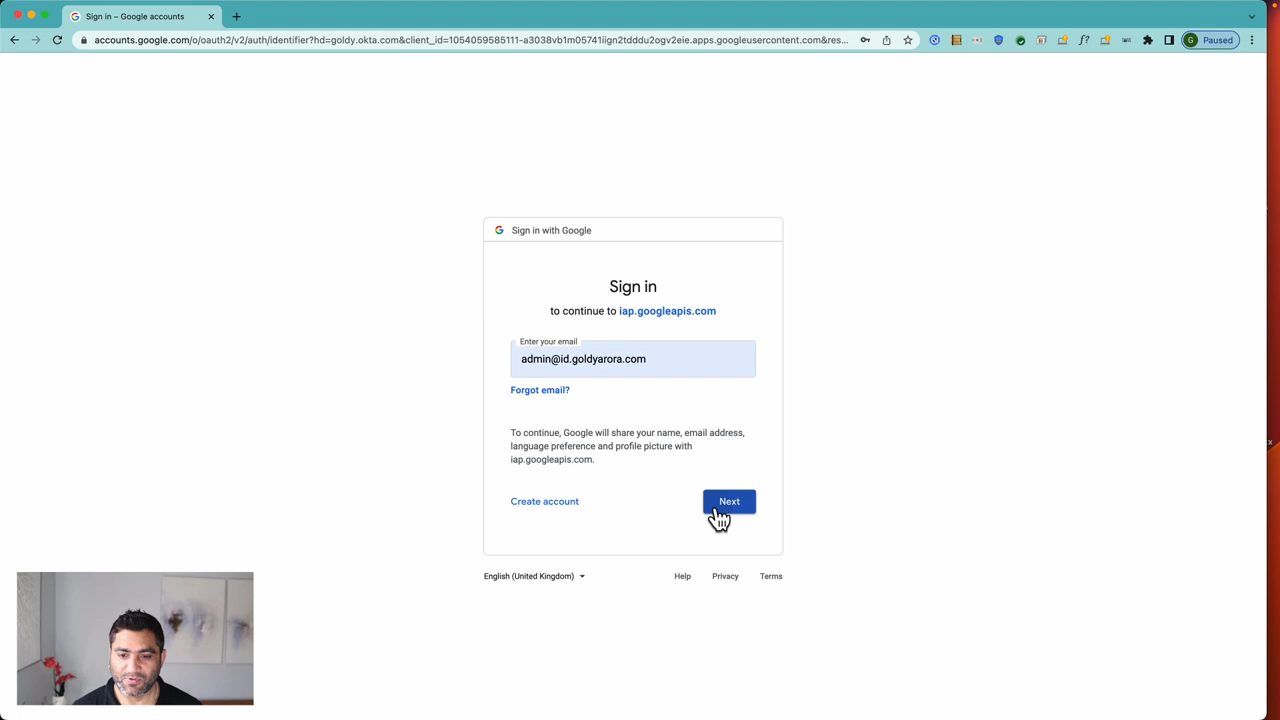 Sign in – Google accounts
accounts.google.com/o/oauth2/v2/auth/identifier?hd=goldy.okta.com&client_id=1054059585111-a3038vb1m05741iign2tdddu2ogv2eie.apps.googleusercontent.com&res...
G Paused
Sign in with Google
Sign in
to continue to iap.googleapis.com
Enter your email
admin@id.goldyarora.com
Forgot email?
To continue, Google will share your name, email address,
language preference and profile picture with
iap.googleapis.com.
Create account
Next
English (United Kingdom)
Help
Privacy
Terms